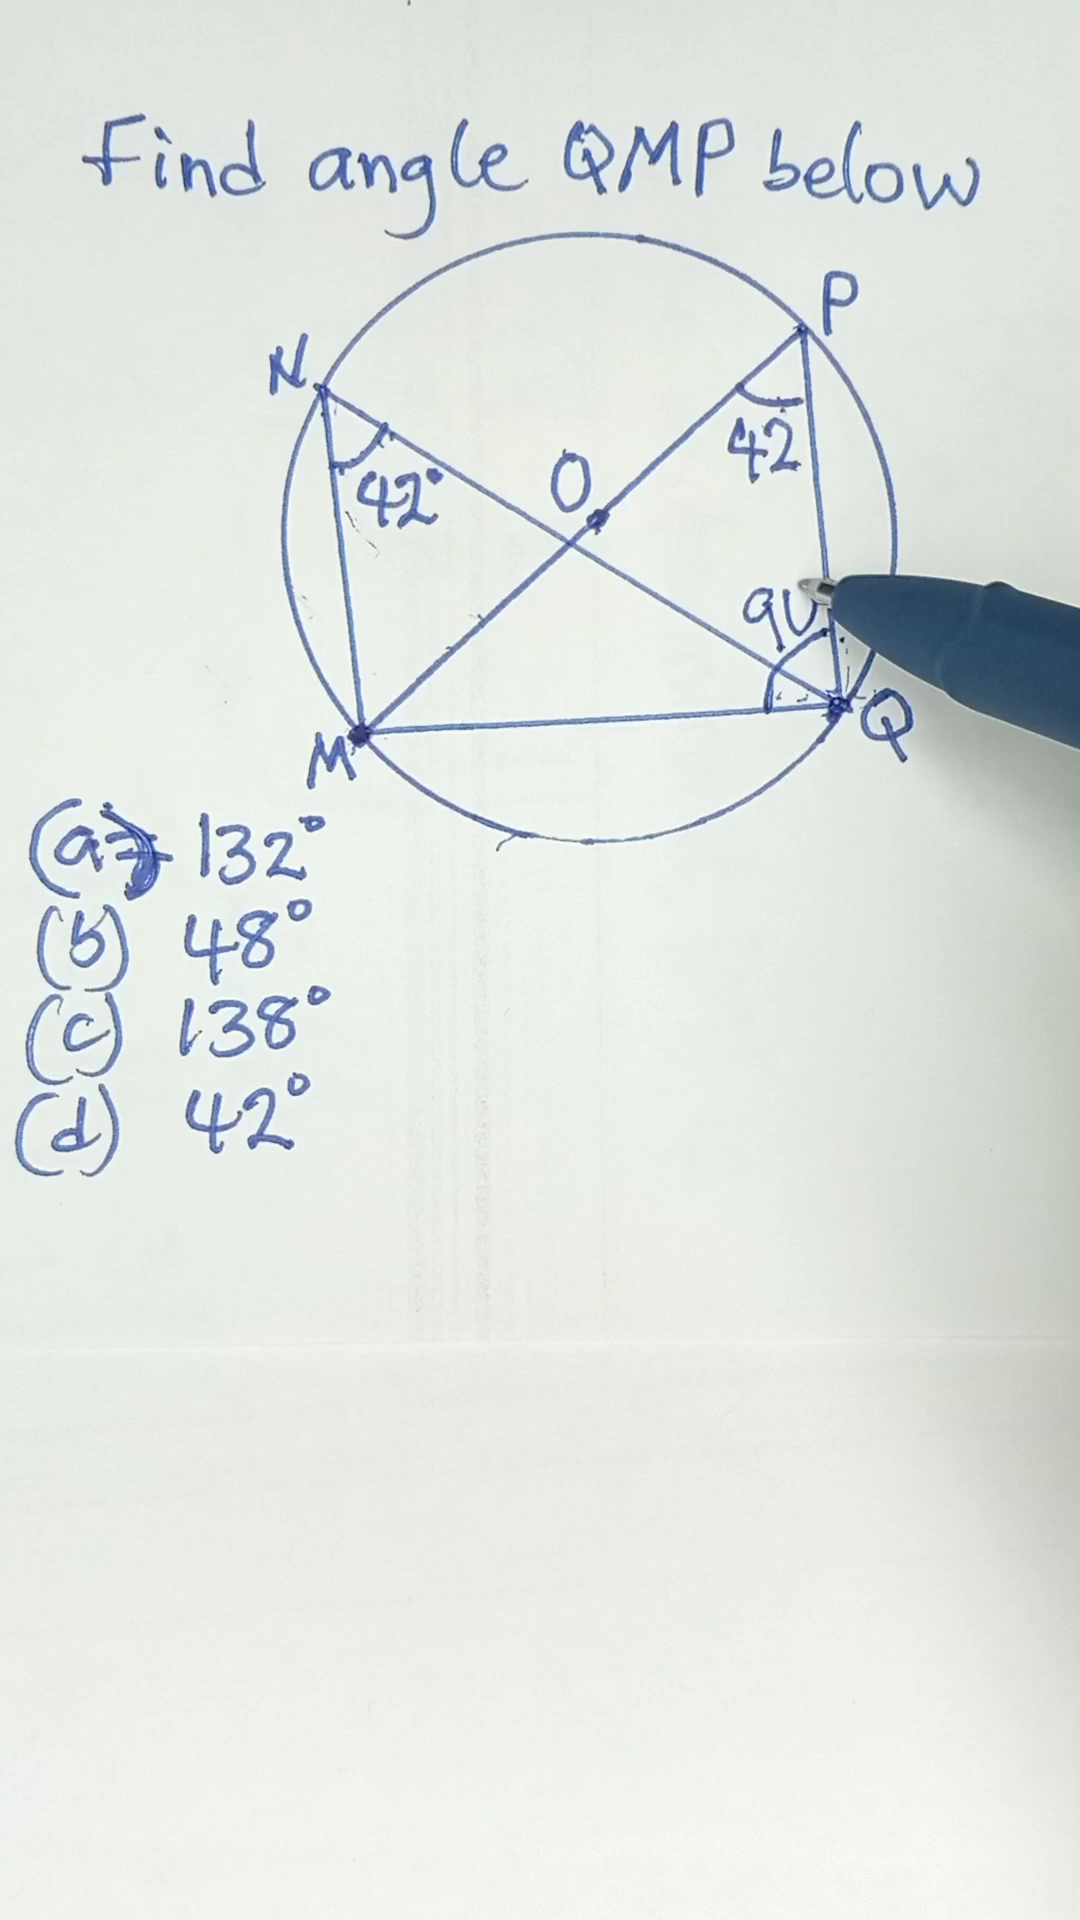 Find angle QMP below
P
N
O
42
42°
90
Q
M
(a) 132°
(b) 48°
(c) 138°
(d) 42°